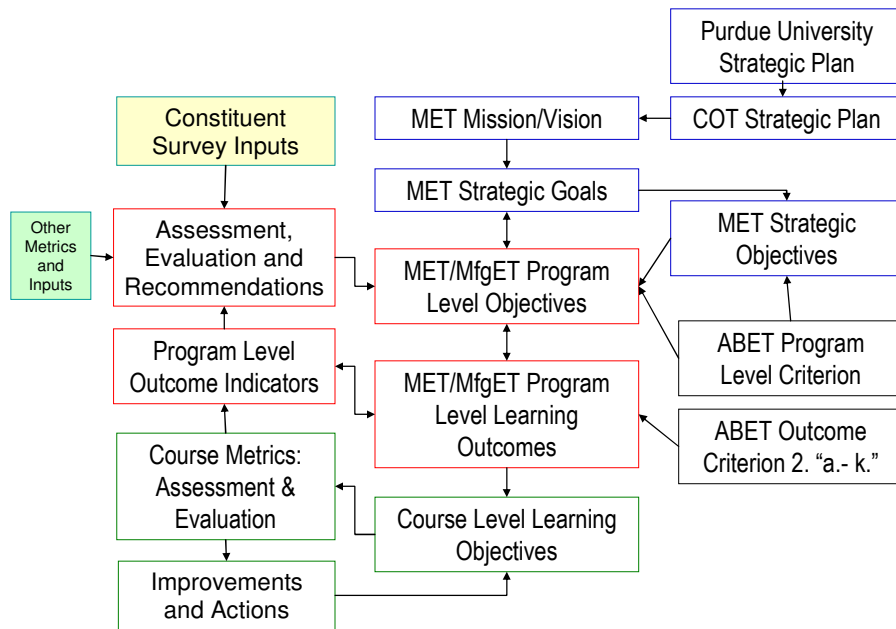 Purdue University
Strategic Plan
Constituent
Survey Inputs
MET Mission/Vision
COT Strategic Plan
MET Strategic Goals
Other
Metrics
and
Inputs
Assessment,
Evaluation and
Recommendations
MET Strategic
Objectives
MET/MfgET Program
Level Objectives
Program Level
Outcome Indicators
ABET Program
Level Criterion
MET/MfgET Program
Level Learning
Outcomes
ABET Outcome
Criterion 2. “a.- k.”
Course Metrics:
Assessment &
Evaluation
Course Level Learning
Objectives
Improvements
and Actions